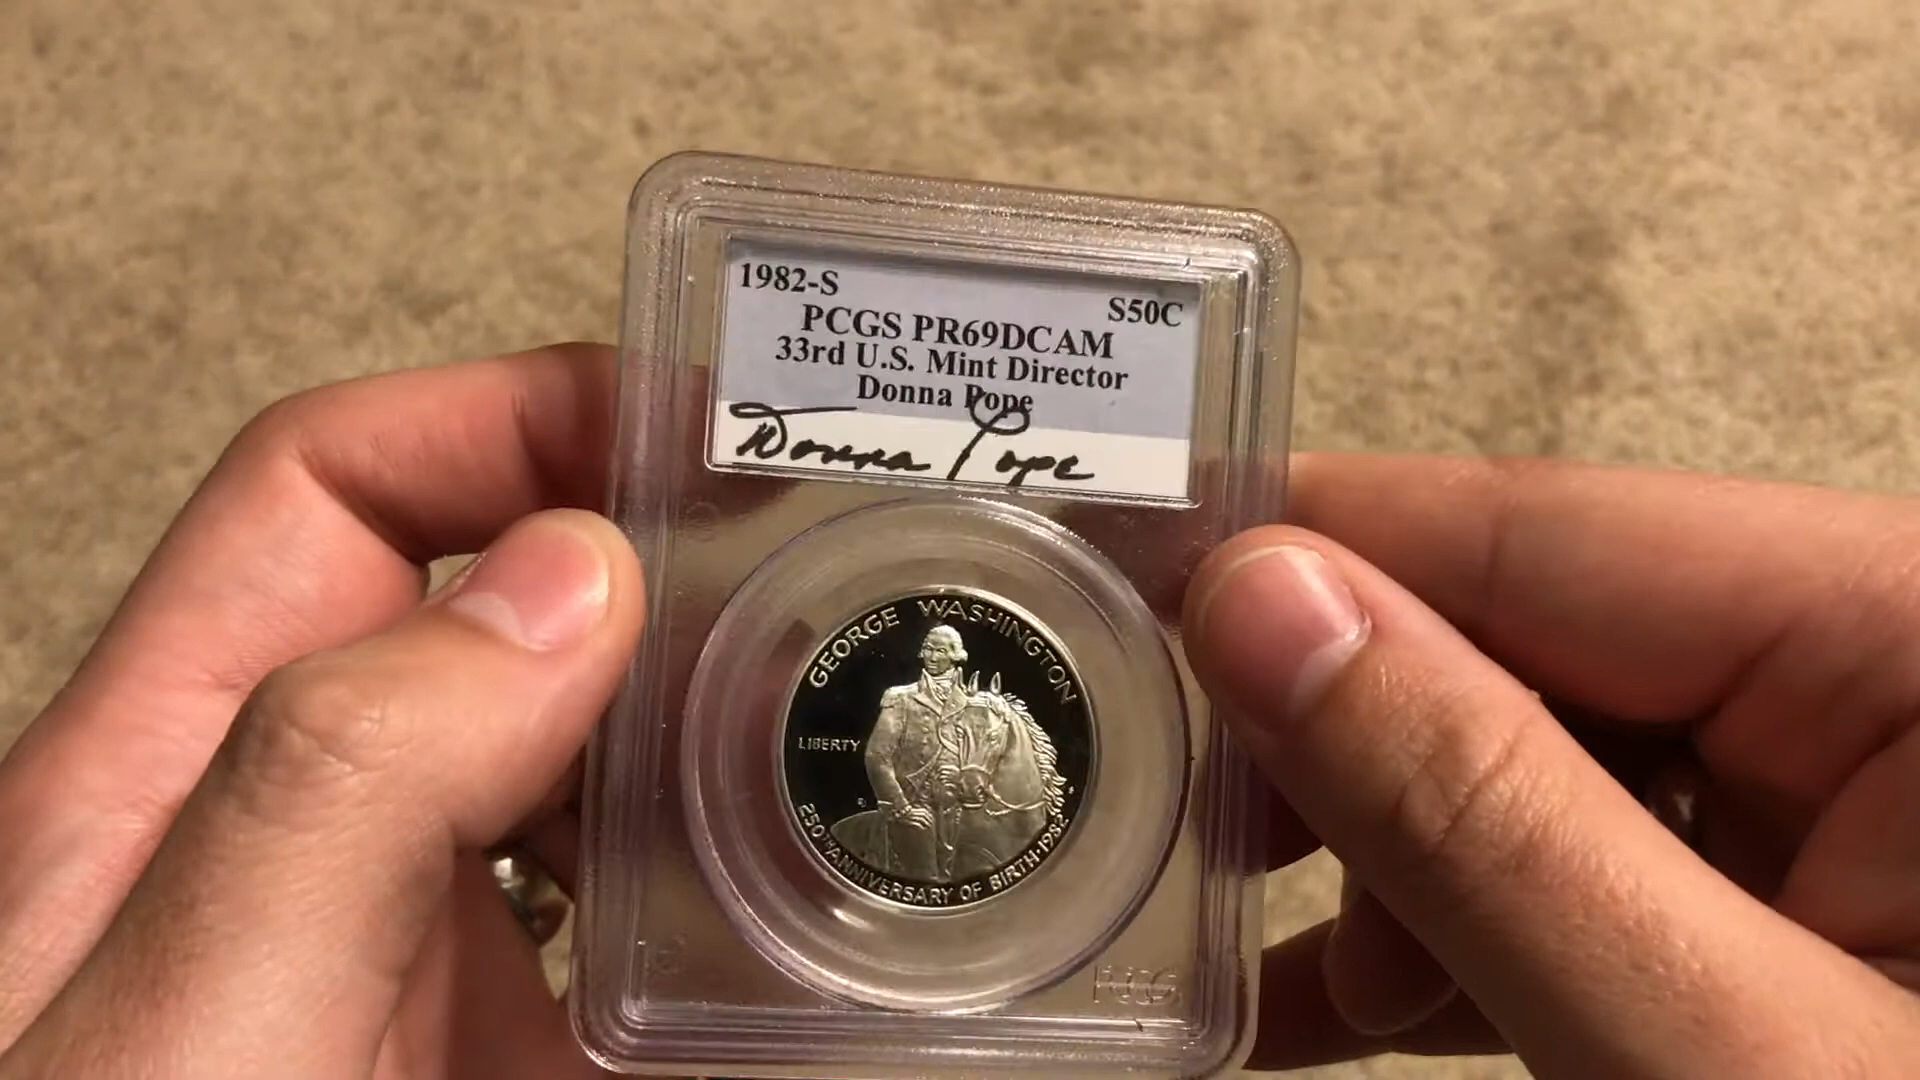 1982-S
S50C
PCGS PR69DCAM
33rd U.S. Mint Director
Donna Pope
Donna Pope
GEORGE WASHINGTON
LIBERTY
250TH ANNIVERSARY OF BIRTH·1982
PCGS